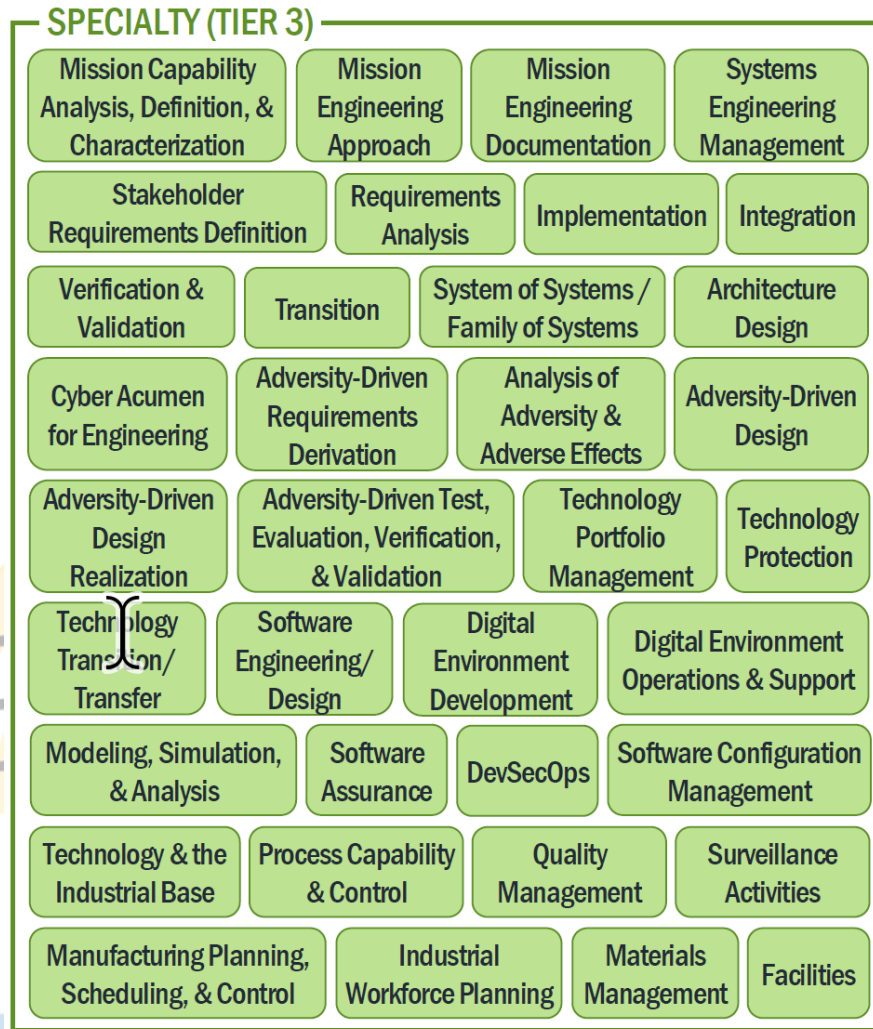 SPECIALTY (TIER 3)
Mission Capability
Analysis, Definition, &
Characterization
Mission
Engineering
Approach
Mission
Engineering
Documentation
Systems
Engineering
Management
Stakeholder
Requirements Definition
Requirements
Analysis
Implementation
Integration
Verification &
Validation
Transition
System of Systems /
Family of Systems
Architecture
Design
Cyber Acumen
for Engineering
Adversity-Driven
Requirements
Derivation
Analysis of
Adversity &
Adverse Effects
Adversity-Driven
Design
Adversity-Driven
Design
Realization
Adversity-Driven Test,
Evaluation, Verification,
& Validation
Technology
Portfolio
Management
Technology
Protection
Technology
Transition/
Transfer
Software
Engineering/
Design
Digital
Environment
Development
Digital Environment
Operations & Support
Modeling, Simulation,
& Analysis
Software
Assurance
DevSecOps
Software Configuration
Management
Technology & the
Industrial Base
Process Capability
& Control
Quality
Management
Surveillance
Activities
Manufacturing Planning,
Scheduling, & Control
Industrial
Workforce Planning
Materials
Management
Facilities